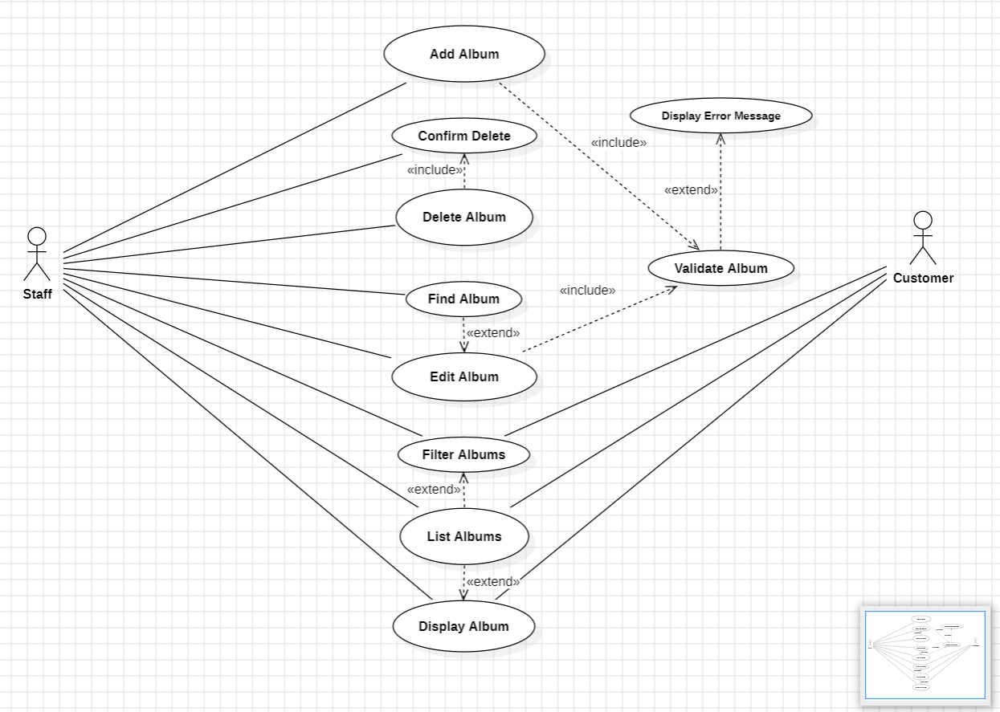 Add Album
Display Error Message
Confirm Delete
«include»
«include»
«extend»
Delete Album
Validate Album
Customer
Staff
«include»
Find Album
«extend»
Edit Album
Filter Albums
«extend»
List Albums
«extend»
Display Album